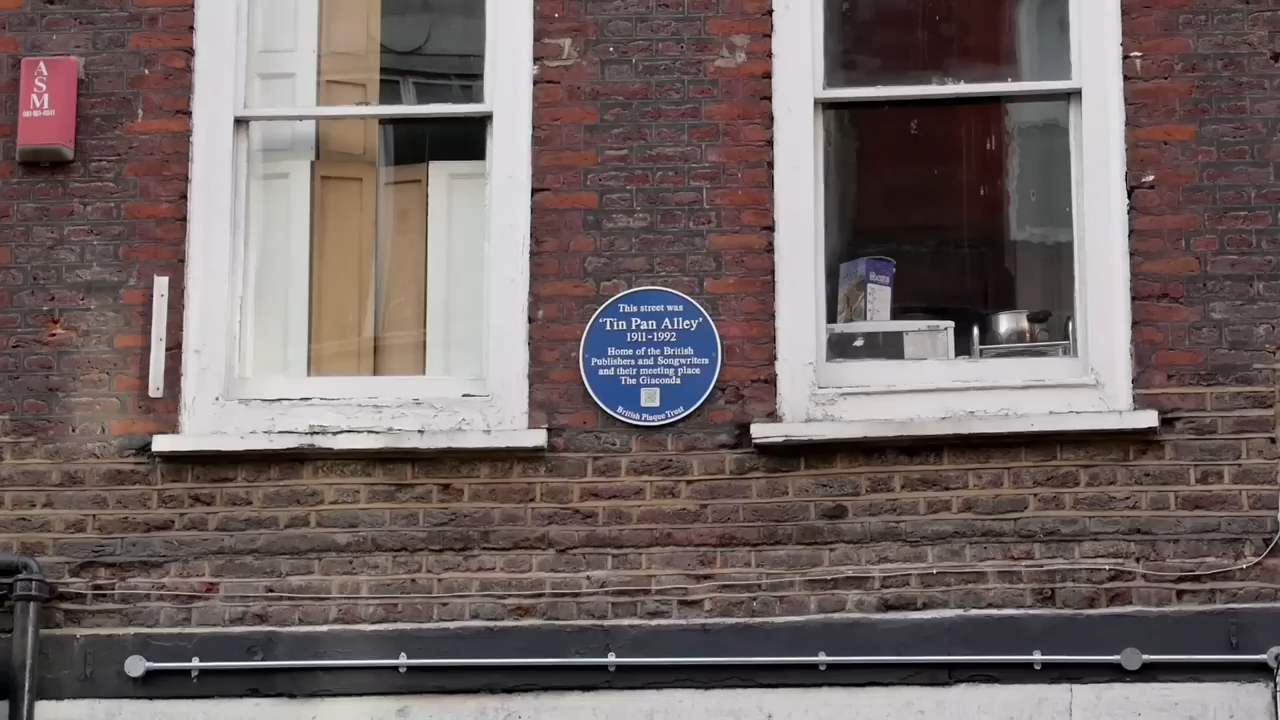 A
S
M
This street was
'Tin Pan Alley'
1911-1992
Home of the British
Publishers and Songwriters
and their meeting place
The Giaconda
British Plaque Trust